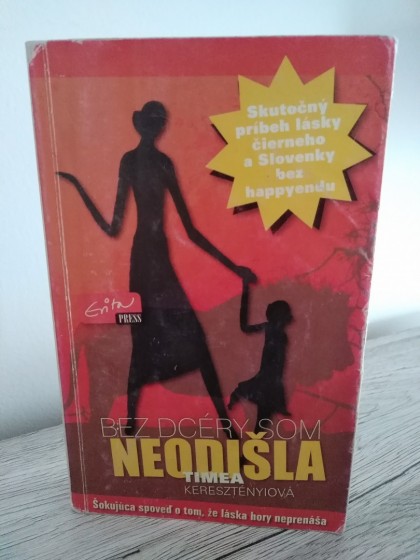 Skutočný
príbeh lásky
čierneho
a Slovenky
bez
happyendu
Evita
PRESS
BEZ DCÉRY SOM
NEODIŠLA
TIMEA
KERESZTÉNYIOVÁ
Šokujúca spoveď o tom, že láska hory neprenáša